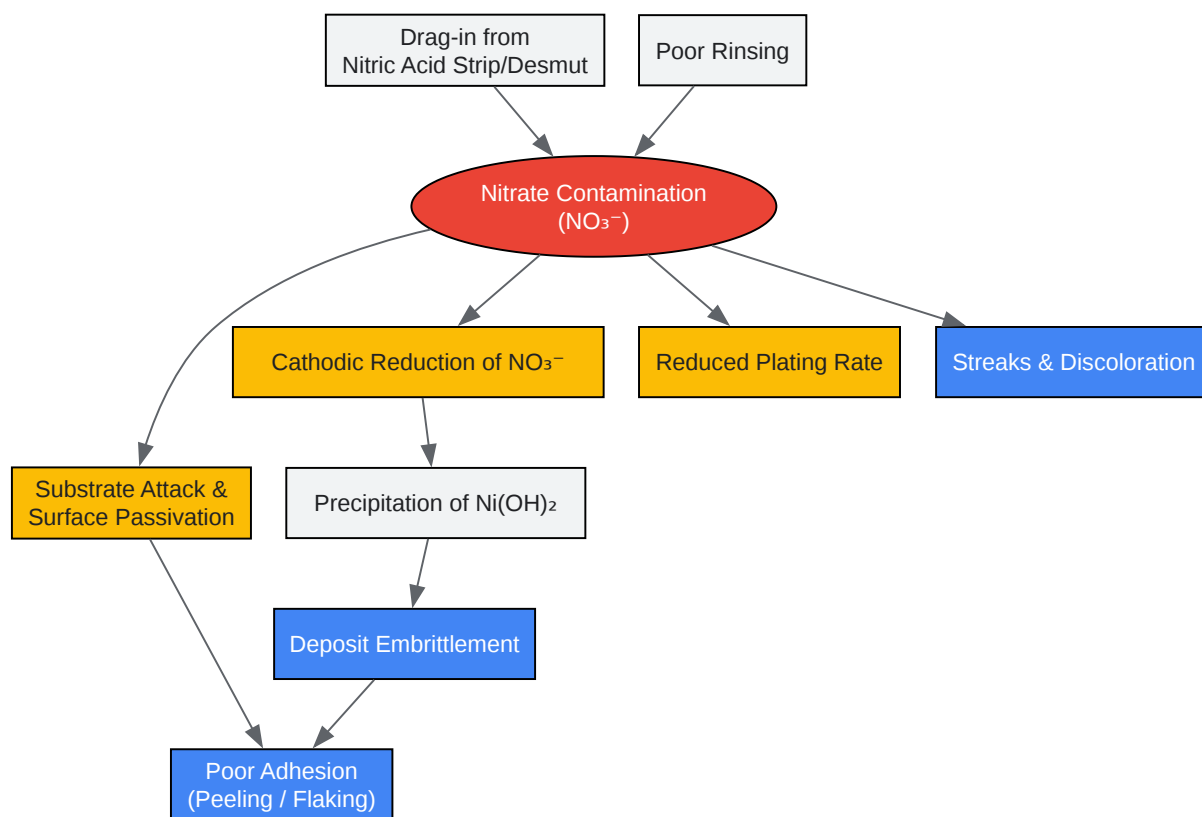 Drag-in from
Nitric Acid Strip/Desmut
Poor Rinsing
Nitrate Contamination
(NO₃⁻)
Cathodic Reduction of NO₃⁻
Reduced Plating Rate
Streaks & Discoloration
Substrate Attack &
Surface Passivation
Precipitation of Ni(OH)₂
Deposit Embrittlement
Poor Adhesion
(Peeling / Flaking)